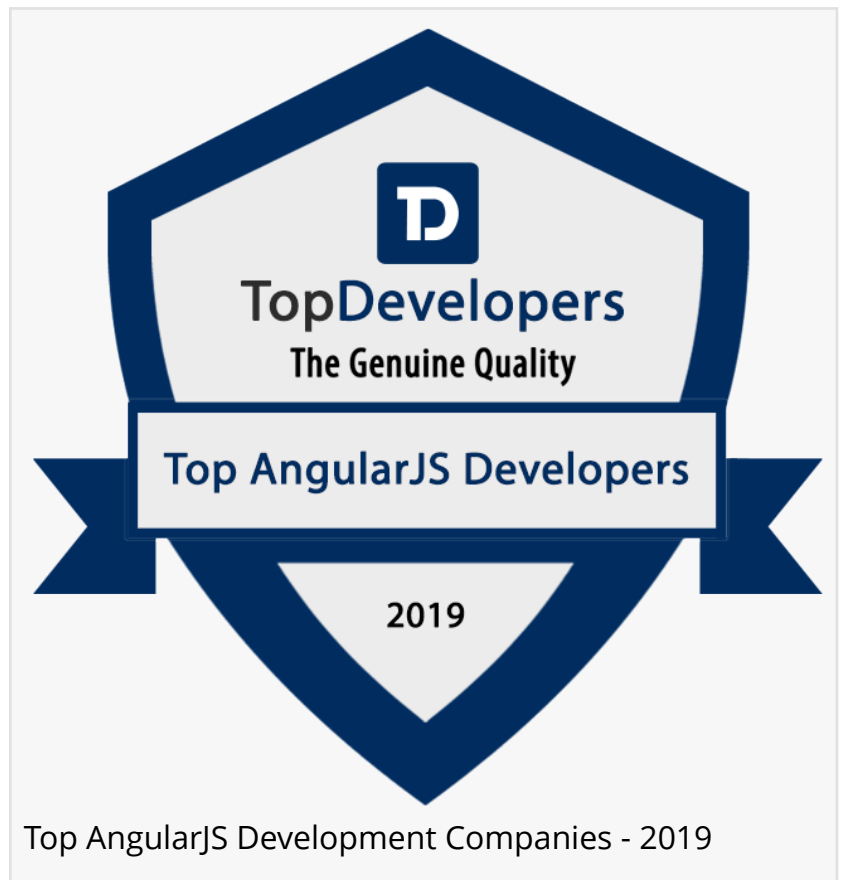 TD
TopDevelopers
The Genuine Quality
Top AngularJS Developers
2019
Top AngularJS Development Companies - 2019